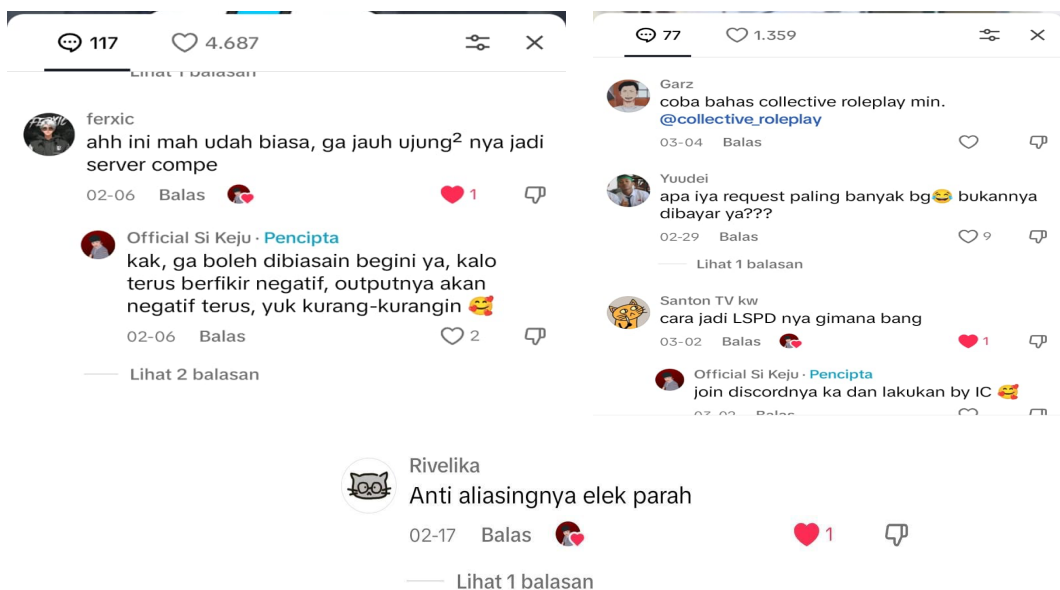 117 4.687
Lihat 1 balasan
ferxic
ahh ini mah udah biasa, ga jauh ujung² nya jadi
server compe
02-06 Balas 1
Official Si Keju · Pencipta
kak, ga boleh dibiasain begini ya, kalo
terus berfikir negatif, outputnya akan
negatif terus, yuk kurang-kurangin 🥰
02-06 Balas 2
Lihat 2 balasan
77 1.359
Garz
coba bahas collective roleplay min.
@collective_roleplay
03-04 Balas
Yuudei
apa iya request paling banyak bg😂 bukannya
dibayar ya???
02-29 Balas 9
Lihat 1 balasan
Santon TV kw
cara jadi LSPD nya gimana bang
03-02 Balas 1
Official Si Keju · Pencipta
join discordnya ka dan lakukan by IC 🥰
03-02 Balas
Rivelika
Anti aliasingnya elek parah
02-17 Balas 1
Lihat 1 balasan